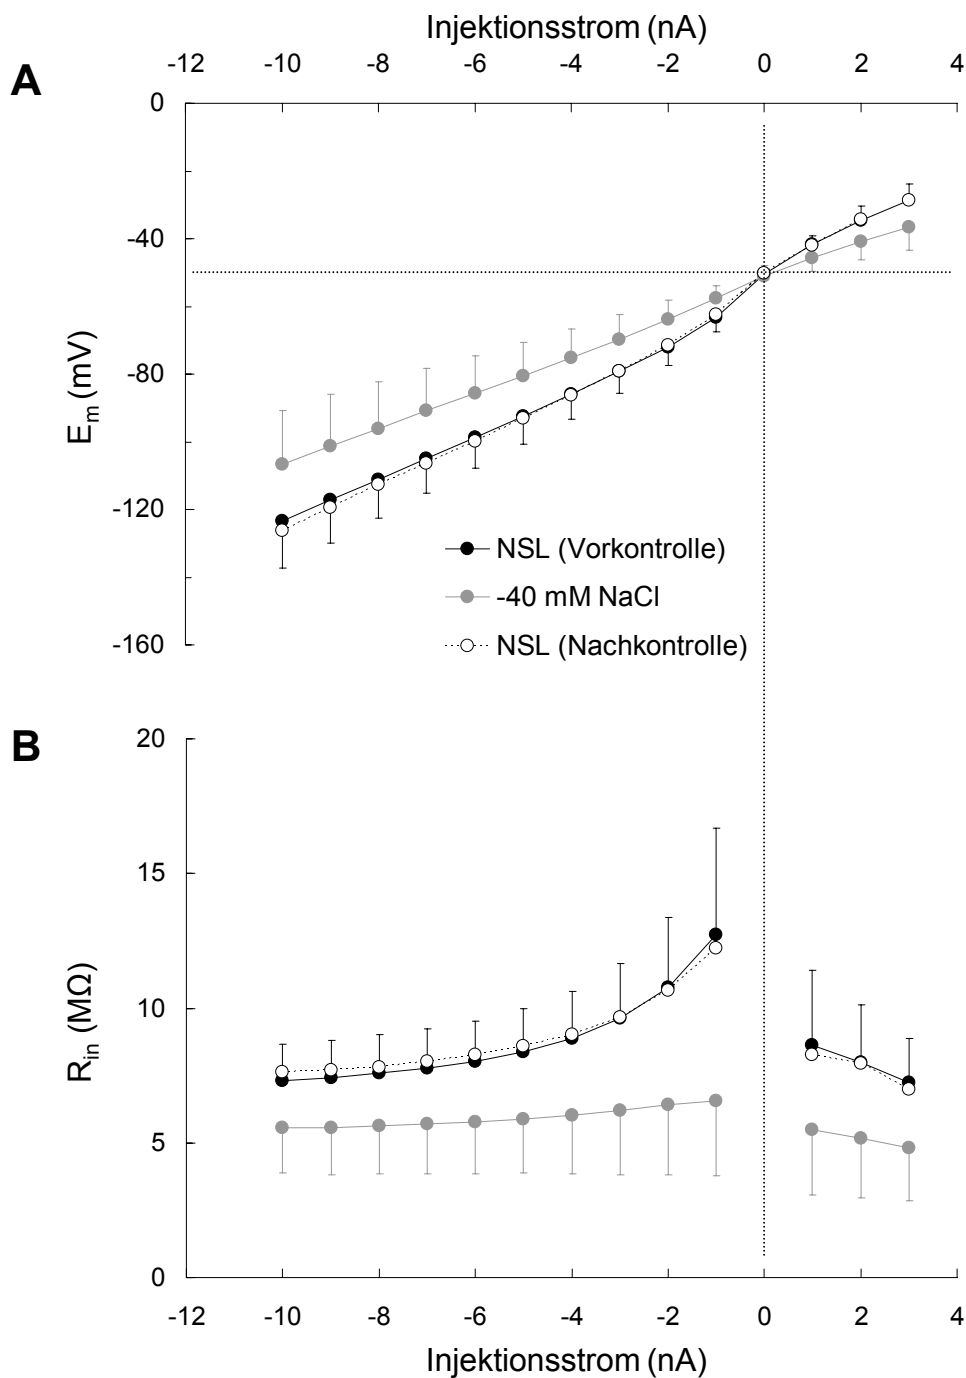 Injektionsstrom (nA)
-12 -10 -8 -6 -4 -2 0 2 4
A
0
-40
-80
-120
-160
E_m (mV)
NSL (Vorkontrolle)
-40 mM NaCl
NSL (Nachkontrolle)
B
20
15
10
5
0
R_in (MΩ)
-12 -10 -8 -6 -4 -2 0 2 4
Injektionsstrom (nA)